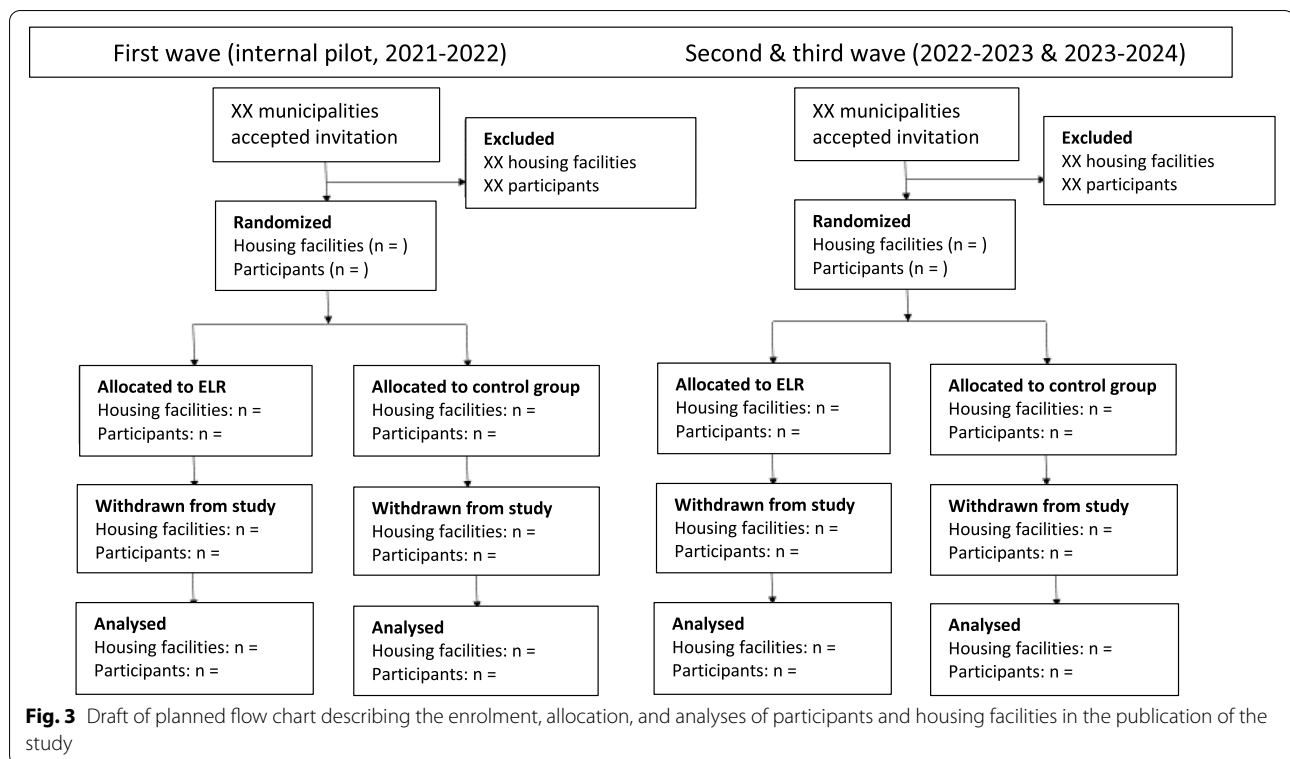 First wave (internal pilot, 2021-2022)
Second & third wave (2022-2023 & 2023-2024)
XX municipalities
accepted invitation
Excluded
XX housing facilities
XX participants
Randomized
Housing facilities (n = )
Participants (n = )
Allocated to ELR
Housing facilities: n =
Participants: n =
Allocated to control group
Housing facilities: n =
Participants: n =
Withdrawn from study
Housing facilities: n =
Participants: n =
Withdrawn from study
Housing facilities: n =
Participants: n =
Analysed
Housing facilities: n =
Participants: n =
Analysed
Housing facilities: n =
Participants: n =
XX municipalities
accepted invitation
Excluded
XX housing facilities
XX participants
Randomized
Housing facilities (n = )
Participants (n = )
Allocated to ELR
Housing facilities: n =
Participants: n =
Allocated to control group
Housing facilities: n =
Participants: n =
Withdrawn from study
Housing facilities: n =
Participants: n =
Withdrawn from study
Housing facilities: n =
Participants: n =
Analysed
Housing facilities: n =
Participants: n =
Analysed
Housing facilities: n =
Participants: n =
Fig. 3 Draft of planned flow chart describing the enrolment, allocation, and analyses of participants and housing facilities in the publication of the
study